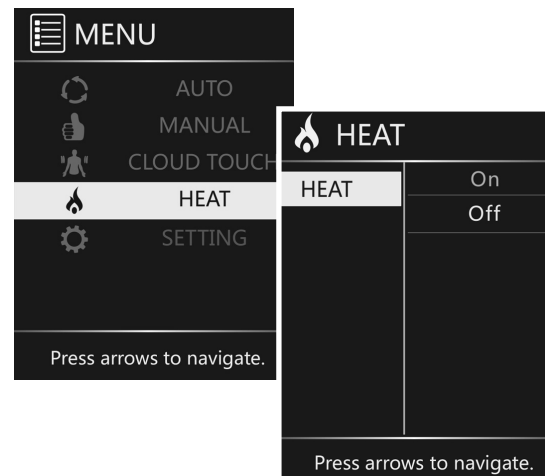 MENU
AUTO
MANUAL
CLOUD TOUCH
HEAT
SETTING
Press arrows to navigate.
HEAT
HEAT
On
Off
Press arrows to navigate.